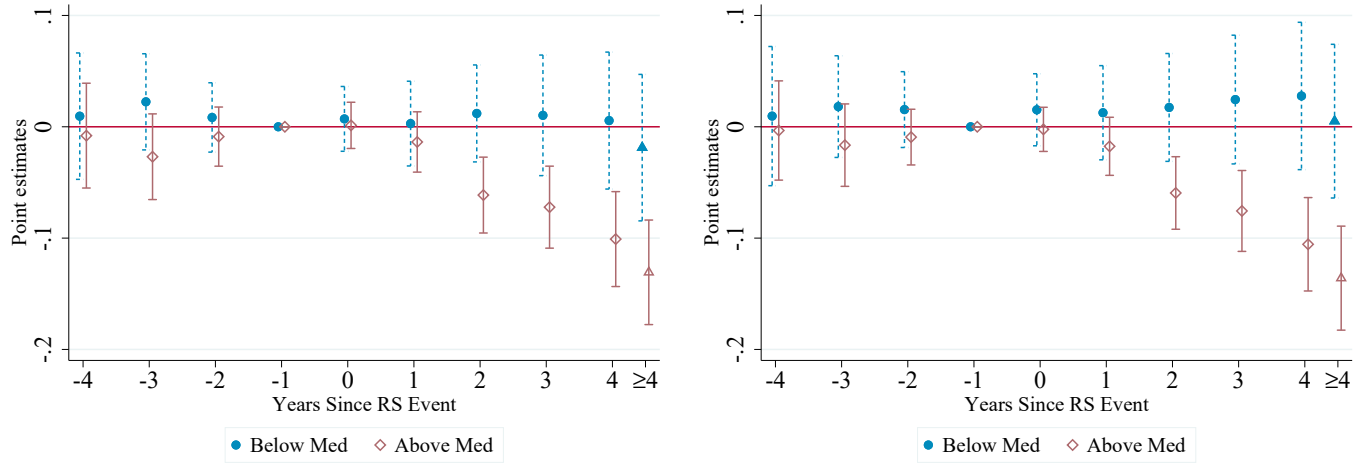 .1
0
-.1
-.2
Point estimates
-4 -3 -2 -1 0 1 2 3 4 ≥4
Years Since RS Event
Below Med Above Med
.1
0
-.1
-.2
Point estimates
-4 -3 -2 -1 0 1 2 3 4 ≥4
Years Since RS Event
Below Med Above Med